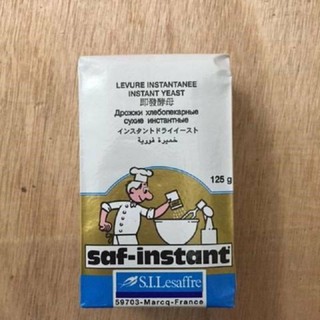 LEVURE INSTANTANEE
INSTANT YEAST
即發酵母
Дрожжи хлебопекарные
сухие инстантные
インスタントドライイースト
خميرة فورية
125 g
saf-instant
S.I.Lesaffre
59703-Marcq-France